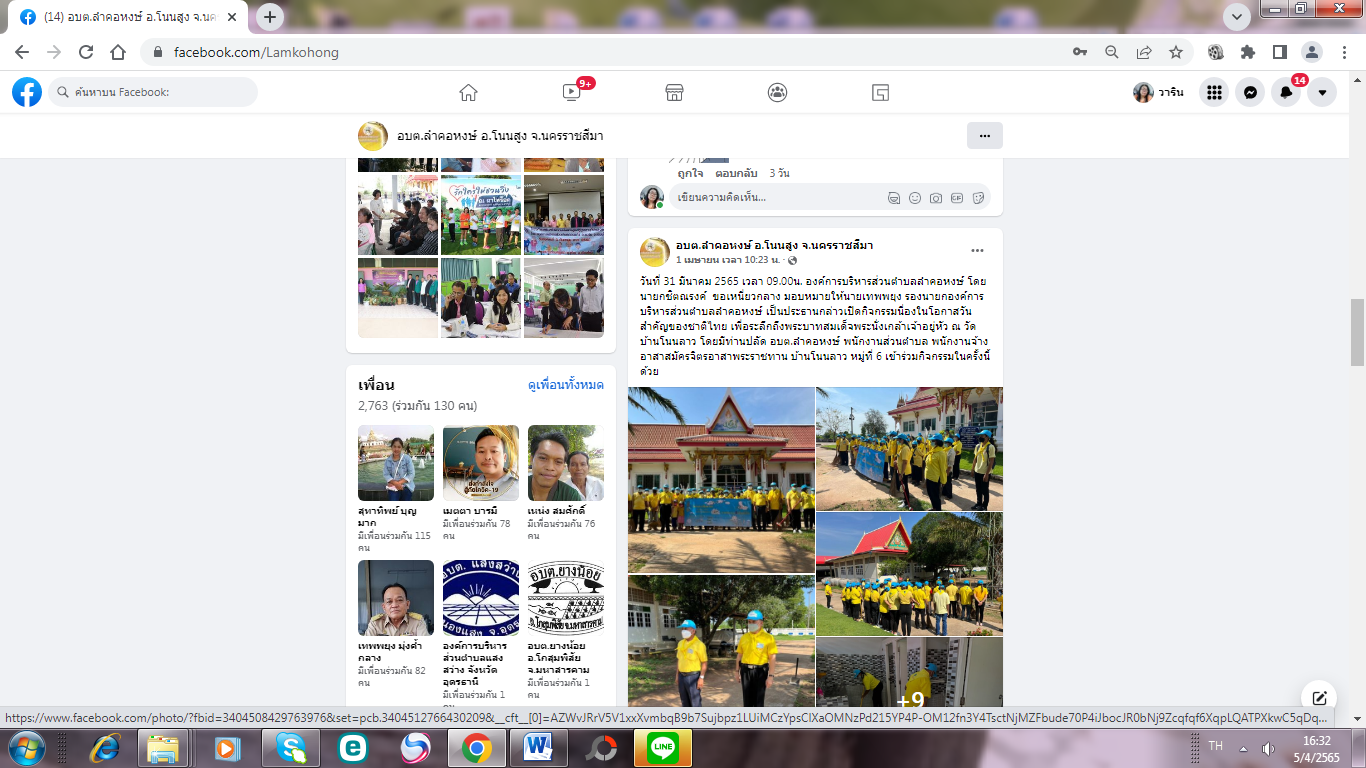 (14) อบต.ลำคอหงษ์ อ.โนนสูง จ.นคร
facebook.com/Lamkohong
ค้นหาบน Facebook:
9+
วาริน
14
อบต.ลำคอหงษ์ อ.โนนสูง จ.นครราชสีมา
เพื่อน
ดูเพื่อนทั้งหมด
2,763 (ร่วมกัน 130 คน)
สุหาทิพย์ บุญ
มาก
มีเพื่อนร่วมกัน 115
คน
เมตตา บารมี
มีเพื่อนร่วมกัน 78
คน
เหน่ง สมศักดิ์
มีเพื่อนร่วมกัน 76
คน
เทพพยุง มุ่งค้ำ
กลาง
มีเพื่อนร่วมกัน 82
คน
องค์การบริหาร
ส่วนตำบลแสง
สว่าง จังหวัด
อุดรธานี
มีเพื่อนร่วมกัน 1
อบต.ยางน้อย
อบต.ยางน้อย
อ.โกสุมพิสัย
จ.มหาสารคาม
มีเพื่อนร่วมกัน 1
คน
ถูกใจ ตอบกลับ 3 วัน
เขียนความคิดเห็น...
GIF
อบต.ลำคอหงษ์ อ.โนนสูง จ.นครราชสีมา
1 เมษายน เวลา 10:23 น. ·
วันที่ 31 มีนาคม 2565 เวลา 09.00น. องค์การบริหารส่วนตำบลลำคอหงษ์ โดย
นายกชิตณรงค์ ขอเหนี่ยวกลาง มอบหมายให้นายเทพพยุง รองนายกองค์การ
บริหารส่วนตำบลลำคอหงษ์ เป็นประธานกล่าวเปิดกิจกรรมนื่องในโอกาสวัน
สำคัญของชาติไทย เพื่อระลึกถึงพระบาทสมเด็จพระนั่งเกล้าเจ้าอยู่หัว ณ วัด
บ้านโนนลาว โดยมีท่านปลัด อบต.ลำคอหงษ์ พนักงานส่วนตำบล พนักงานจ้าง
อาสาสมัครจิตรอาสาพระราชทาน บ้านโนนลาว หมู่ที่ 6 เข้าร่วมกิจกรรมในครั้งนี้
ด้วย
+9
TH
16:32
5/4/2565
LINE